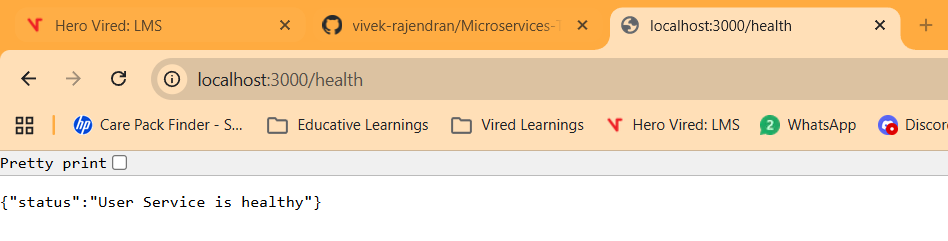 Hero Vired: LMS
vivek-rajendran/Microservices-T
localhost:3000/health
localhost:3000/health
Care Pack Finder - S...
Educative Learnings
Vired Learnings
Hero Vired: LMS
2
WhatsApp
Discor
Pretty print
{"status":"User Service is healthy"}